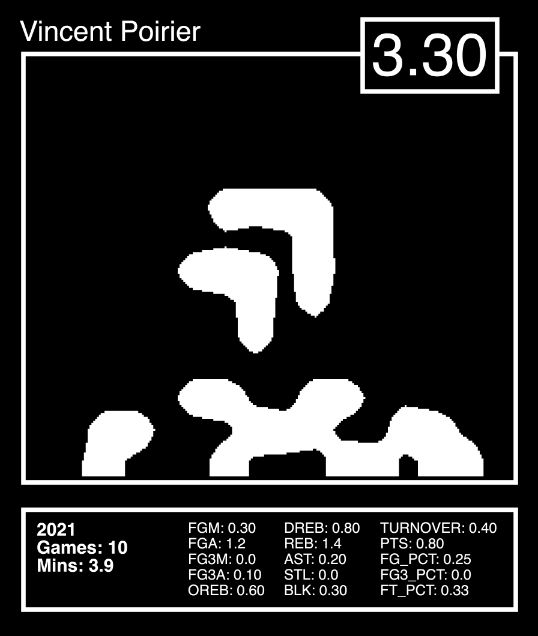 Vincent Poirier
3.30
2021
Games: 10
Mins: 3.9
FGM: 0.30
FGA: 1.2
FG3M: 0.0
FG3A: 0.10
OREB: 0.60
DREB: 0.80
REB: 1.4
AST: 0.20
STL: 0.0
BLK: 0.30
TURNOVER: 0.40
PTS: 0.80
FG_PCT: 0.25
FG3_PCT: 0.0
FT_PCT: 0.33